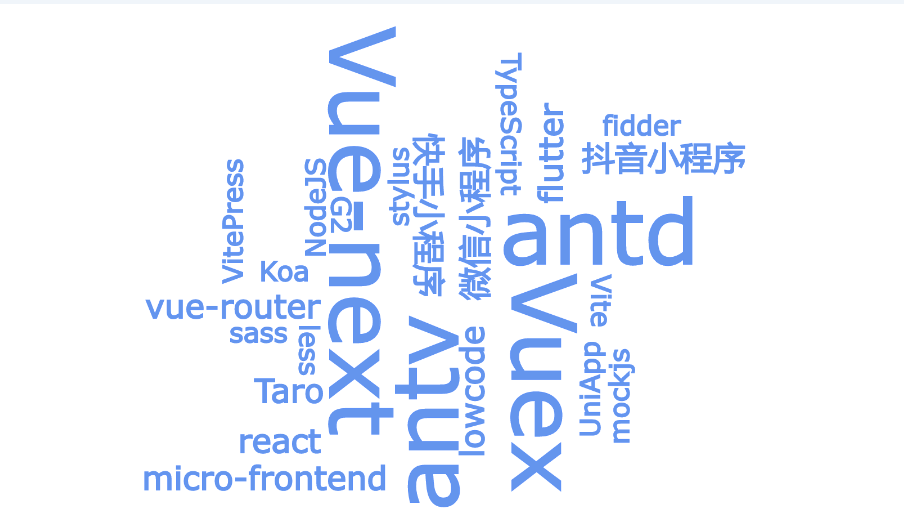 Vue-next
TypeScript
flutter
fidder
抖音小程序
快手小程序
微信小程序
stylus
NodeJS
G2
VitePress
antd
Koa
vue-router
Vuex
Vite
sass
less
antv
lowcode
UniApp
mockjs
Taro
react
micro-frontend